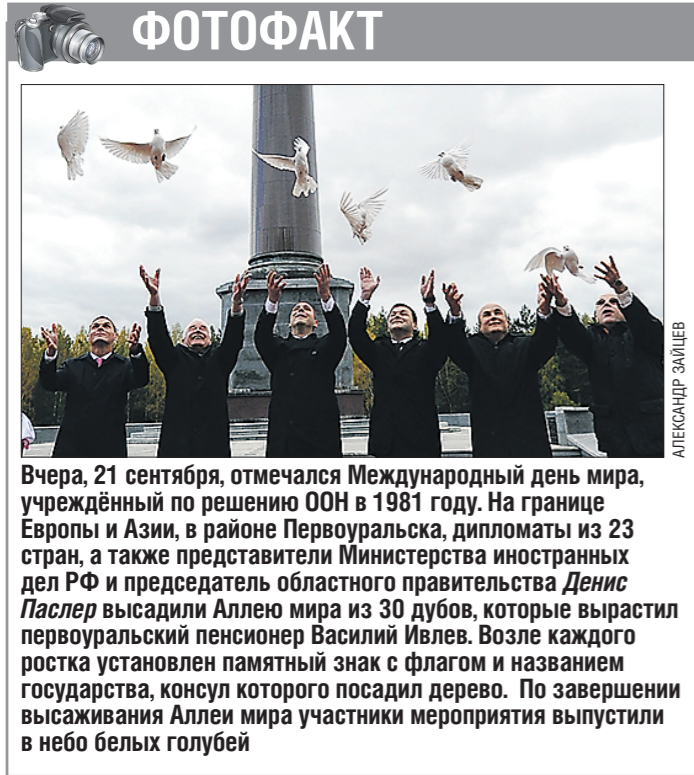 ФОТОФАКТ
АЛЕКСАНДР ЗАЙЦЕВ
Вчера, 21 сентября, отмечался Международный день мира,
учреждённый по решению ООН в 1981 году. На границе
Европы и Азии, в районе Первоуральска, дипломаты из 23
стран, а также представители Министерства иностранных
дел РФ и председатель областного правительства Денис
Паслер высадили Аллею мира из 30 дубов, которые вырастил
первоуральский пенсионер Василий Ивлев. Возле каждого
ростка установлен памятный знак с флагом и названием
государства, консул которого посадил дерево. По завершении
высаживания Аллеи мира участники мероприятия выпустили
в небо белых голубей